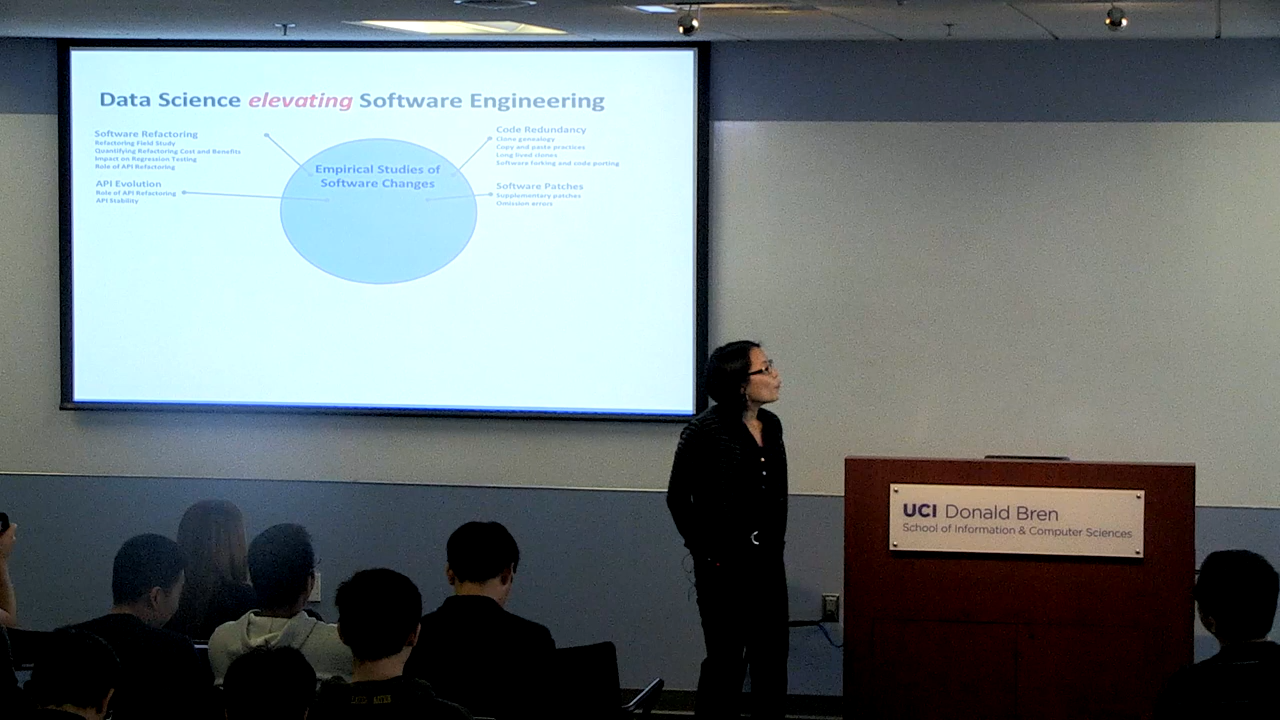 Data Science elevating Software Engineering
Software Refactoring
Refactoring Field Study
Quantifying Refactoring Cost and Benefits
Impact on Regression Testing
Role of API Refactoring
API Evolution
Role of API Refactoring
API Stability
Empirical Studies of
Software Changes
Code Redundancy
Clone genealogy
Copy and paste practices
Long lived clones
Software forking and code porting
Software Patches
Supplementary patches
Omission errors
UCI Donald Bren
School of Information & Computer Sciences